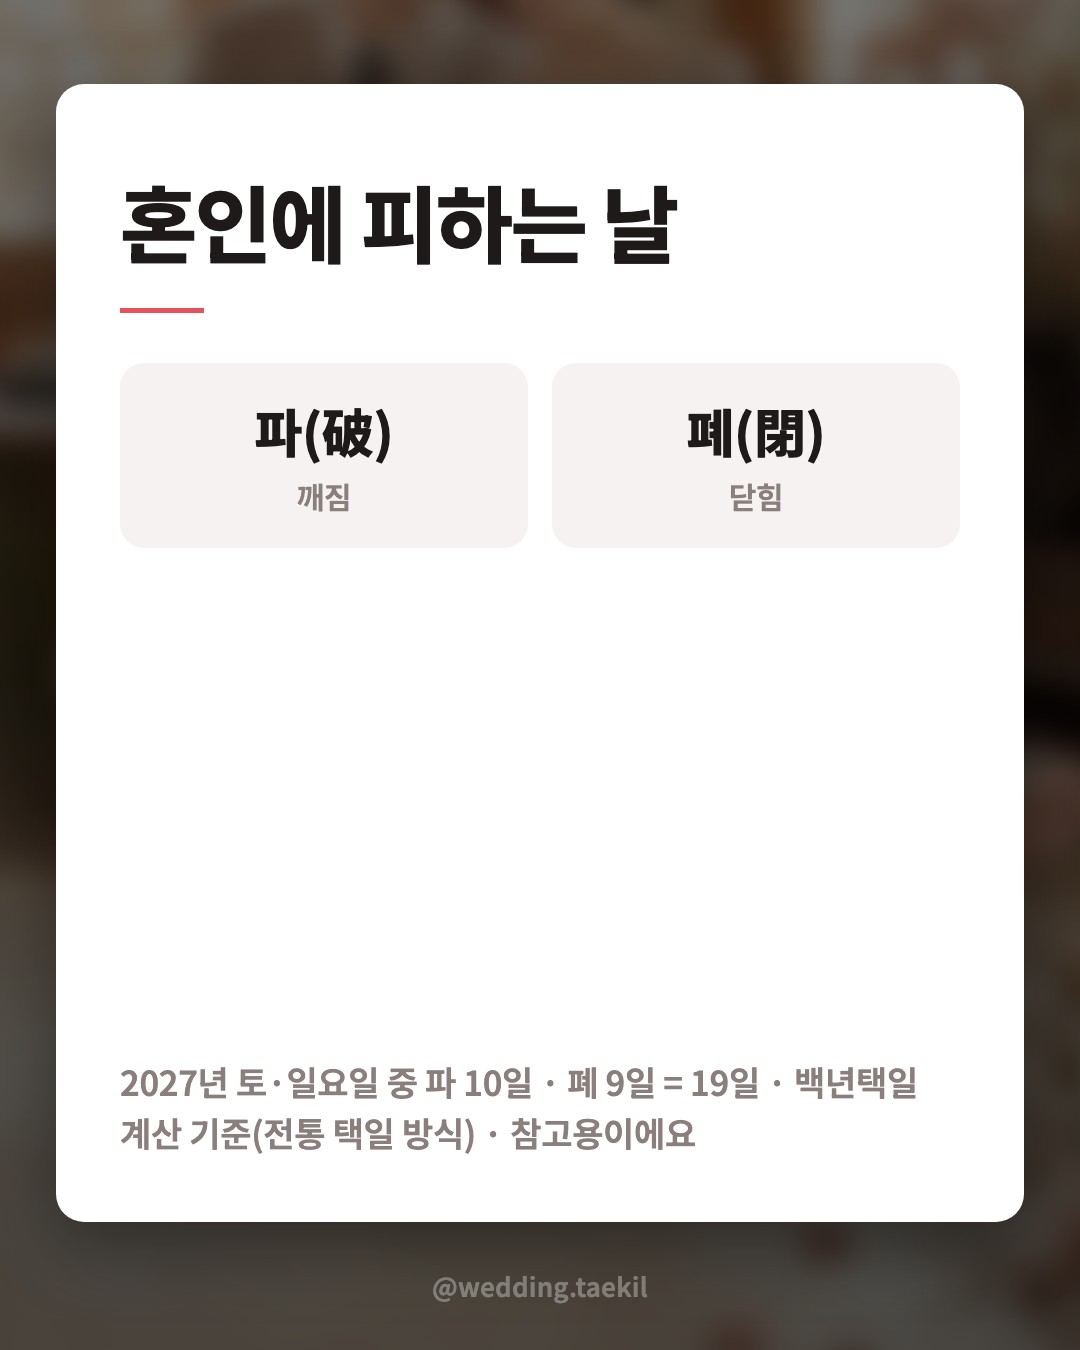 혼인에 피하는 날
파(破)
깨짐
폐(閉)
닫힘
2027년 토·일요일 중 파 10일 · 폐 9일 = 19일 · 백년택일
계산 기준(전통 택일 방식) · 참고용이에요
@wedding.taekil